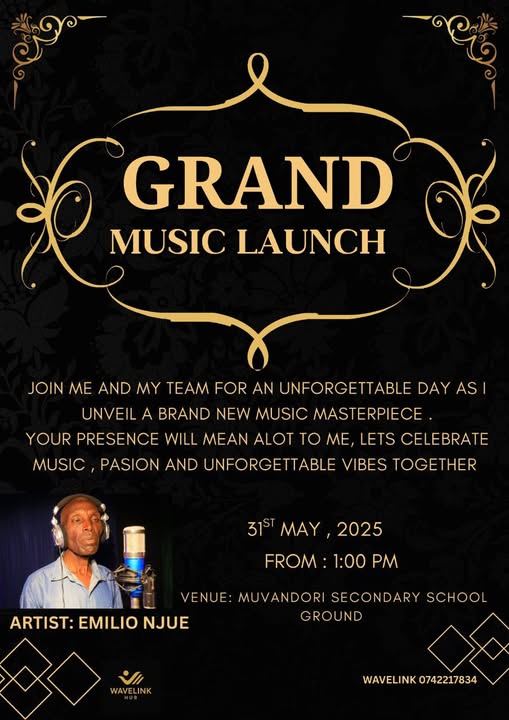 GRAND
MUSIC LAUNCH
JOIN ME AND MY TEAM FOR AN UNFORGETTABLE DAY AS I
UNVEIL A BRAND NEW MUSIC MASTERPIECE .
YOUR PRESENCE WILL MEAN ALOT TO ME, LETS CELEBRATE
MUSIC , PASION AND UNFORGETTABLE VIBES TOGETHER
31ST MAY , 2025
FROM : 1:00 PM
VENUE: MUVANDORI SECONDARY SCHOOL
GROUND
ARTIST: EMILIO NJUE
WAVELINK
HUB
WAVELINK 0742217834